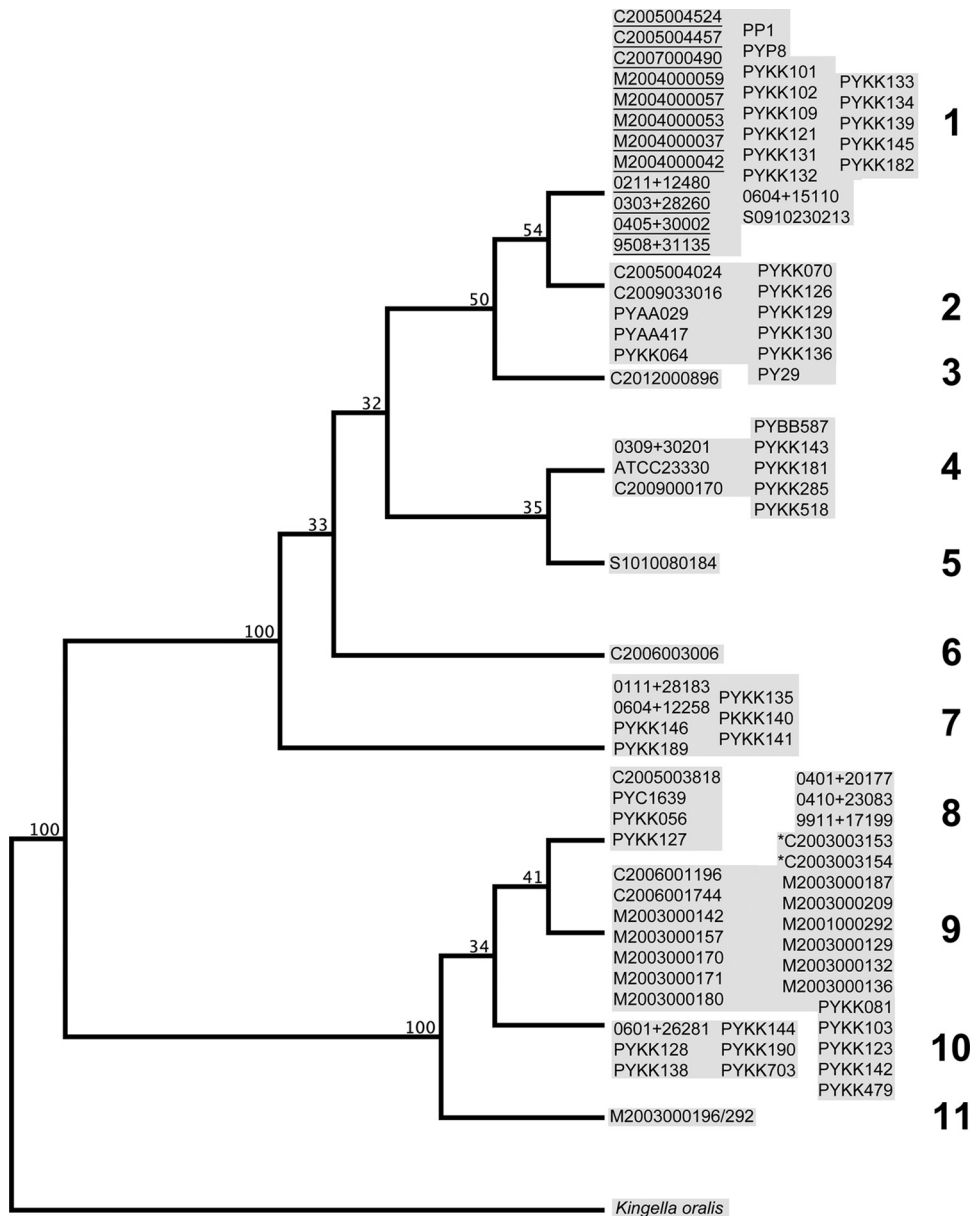 C2005004524
C2005004457
C2007000490
M2004000059
M2004000057
M2004000053
M2004000037
M2004000042
0211+12480
0303+28260
0405+30002
9508+31135
PP1
PYP8
PYKK101
PYKK102
PYKK109
PYKK121
PYKK131
PYKK132
0604+15110
S0910230213
PYKK133
PYKK134
PYKK139
PYKK145
PYKK182
1
54
C2005004024
C2009033016
PYAA029
PYAA417
PYKK064
PYKK070
PYKK126
PYKK129
PYKK130
PYKK136
PY29
2
50
C2012000896
3
32
0309+30201
ATCC23330
C2009000170
PYBB587
PYKK143
PYKK181
PYKK285
PYKK518
4
35
S1010080184
5
33
C2006003006
6
100
0111+28183
0604+12258
PYKK146
PYKK189
PYKK135
PKKK140
PYKK141
7
C2005003818
PYC1639
PYKK056
PYKK127
8
100
41
C2006001196
C2006001744
M2003000142
M2003000157
M2003000170
M2003000171
M2003000180
0401+20177
0410+23083
9911+17199
*C2003003153
*C2003003154
M2003000187
M2003000209
M2001000292
M2003000129
M2003000132
M2003000136
PYKK081
PYKK103
PYKK123
PYKK142
PYKK479
9
34
0601+26281
PYKK128
PYKK138
PYKK144
PYKK190
PYKK703
10
100
M2003000196/292
11
Kingella oralis